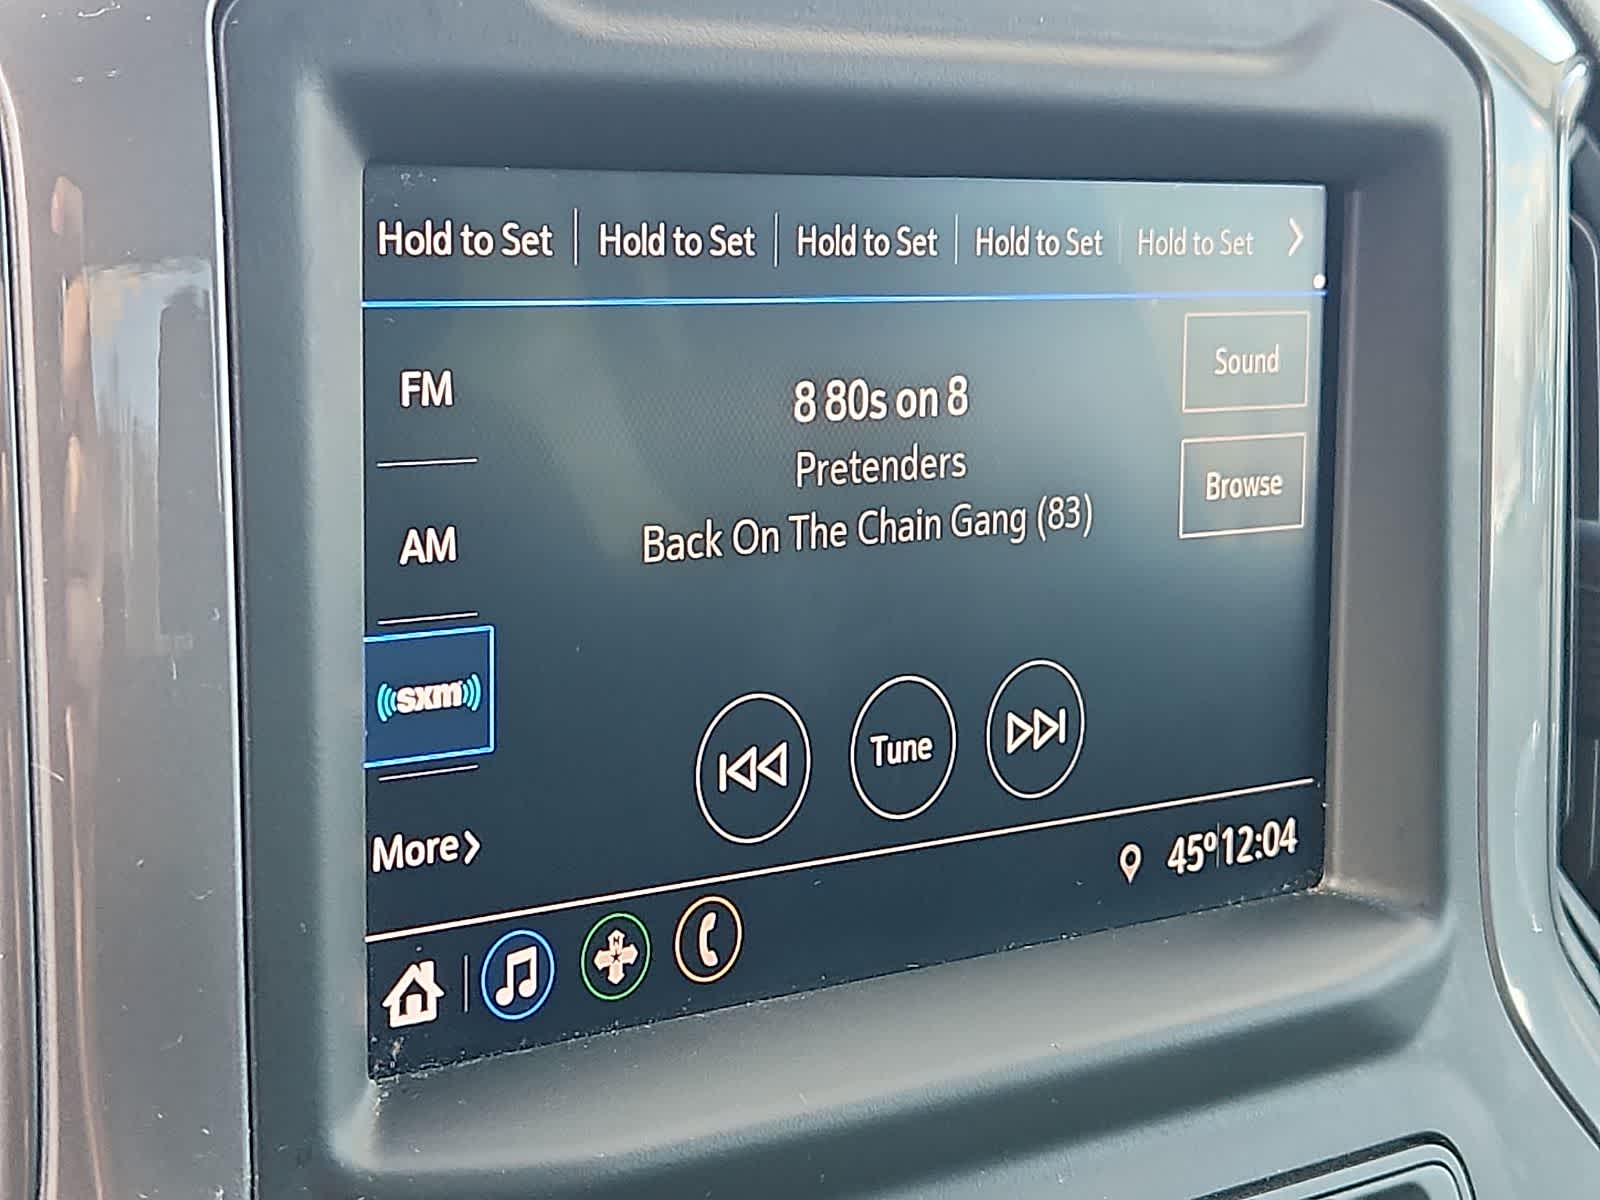 Hold to Set Hold to Set Hold to Set Hold to Set Hold to Set
Sound
FM
8 80s on 8
Pretenders
Browse
Back On The Chain Gang (83)
AM
sxm
Tune
More
45° 12:04
N